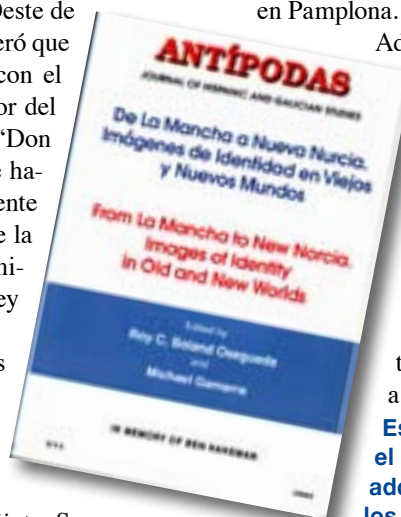 Oeste de
eró que
con el
or del
“Don
e ha-
ente
e la
ni-
ey
s
en Pamplona.
Ad
ANTÍPODAS
JOURNAL OF HISPANIC AND GALICIAN STUDIES
De La Mancha a Nueva Nurcia.
Imágenes de Identidad en Viejos
y Nuevos Mundos
From La Mancha to New Norcia.
Images of Identity
in Old and New Worlds
Edited by
Roy C. Boland Osegueda
and
Michael
IN MEMORY OF BEN HANEMAN
t
a
Es
el
ade
los